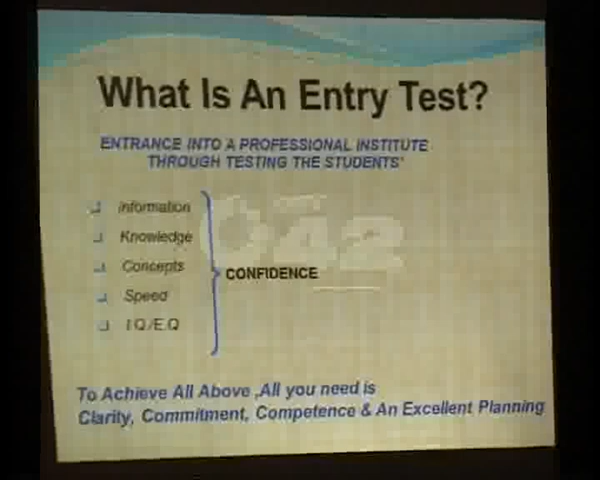 What Is An Entry Test?
ENTRANCE INTO A PROFESSIONAL INSTITUTE
THROUGH TESTING THE STUDENTS'
information
Knowledge
Concepts
Speed
I Q/E.Q
CONFIDENCE
042
To Achieve All Above ,All you need is
Clarity, Commitment, Competence & An Excellent Planning